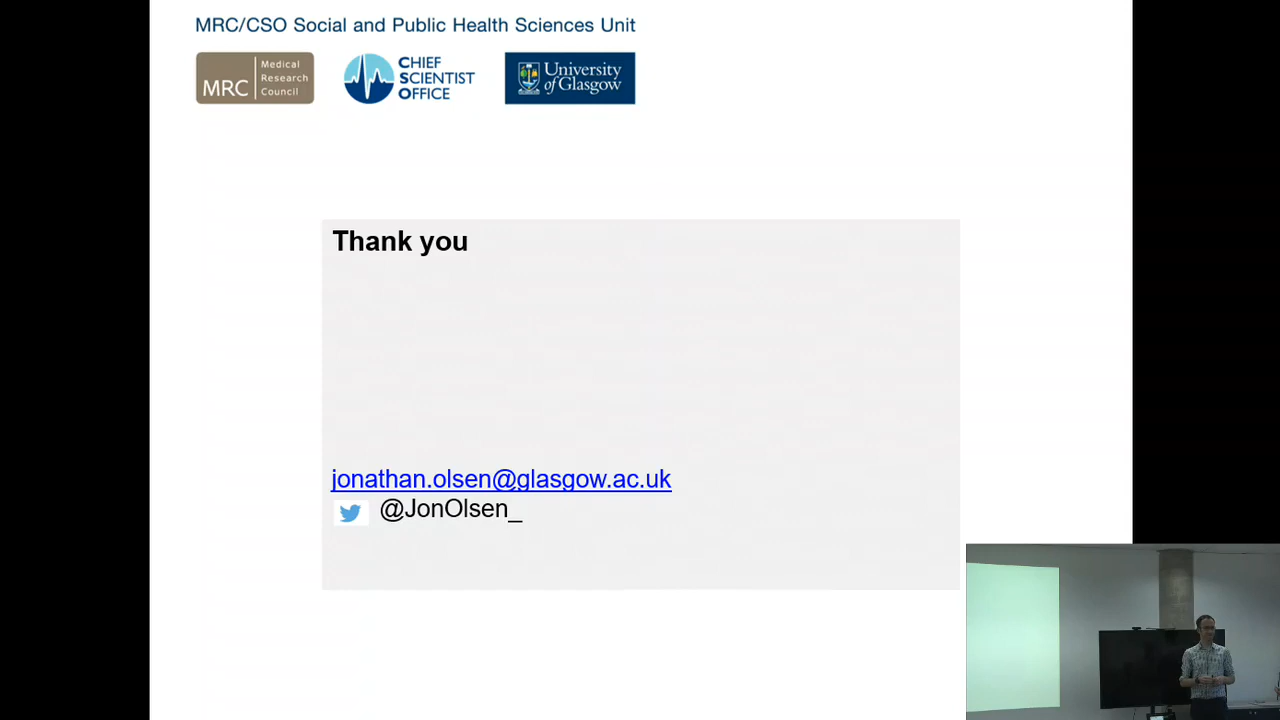 MRC/CSO Social and Public Health Sciences Unit
MRC
Medical
Research
Council
CHIEF
SCIENTIST
OFFICE
University
of Glasgow
Thank you
jonathan.olsen@glasgow.ac.uk
@JonOlsen_